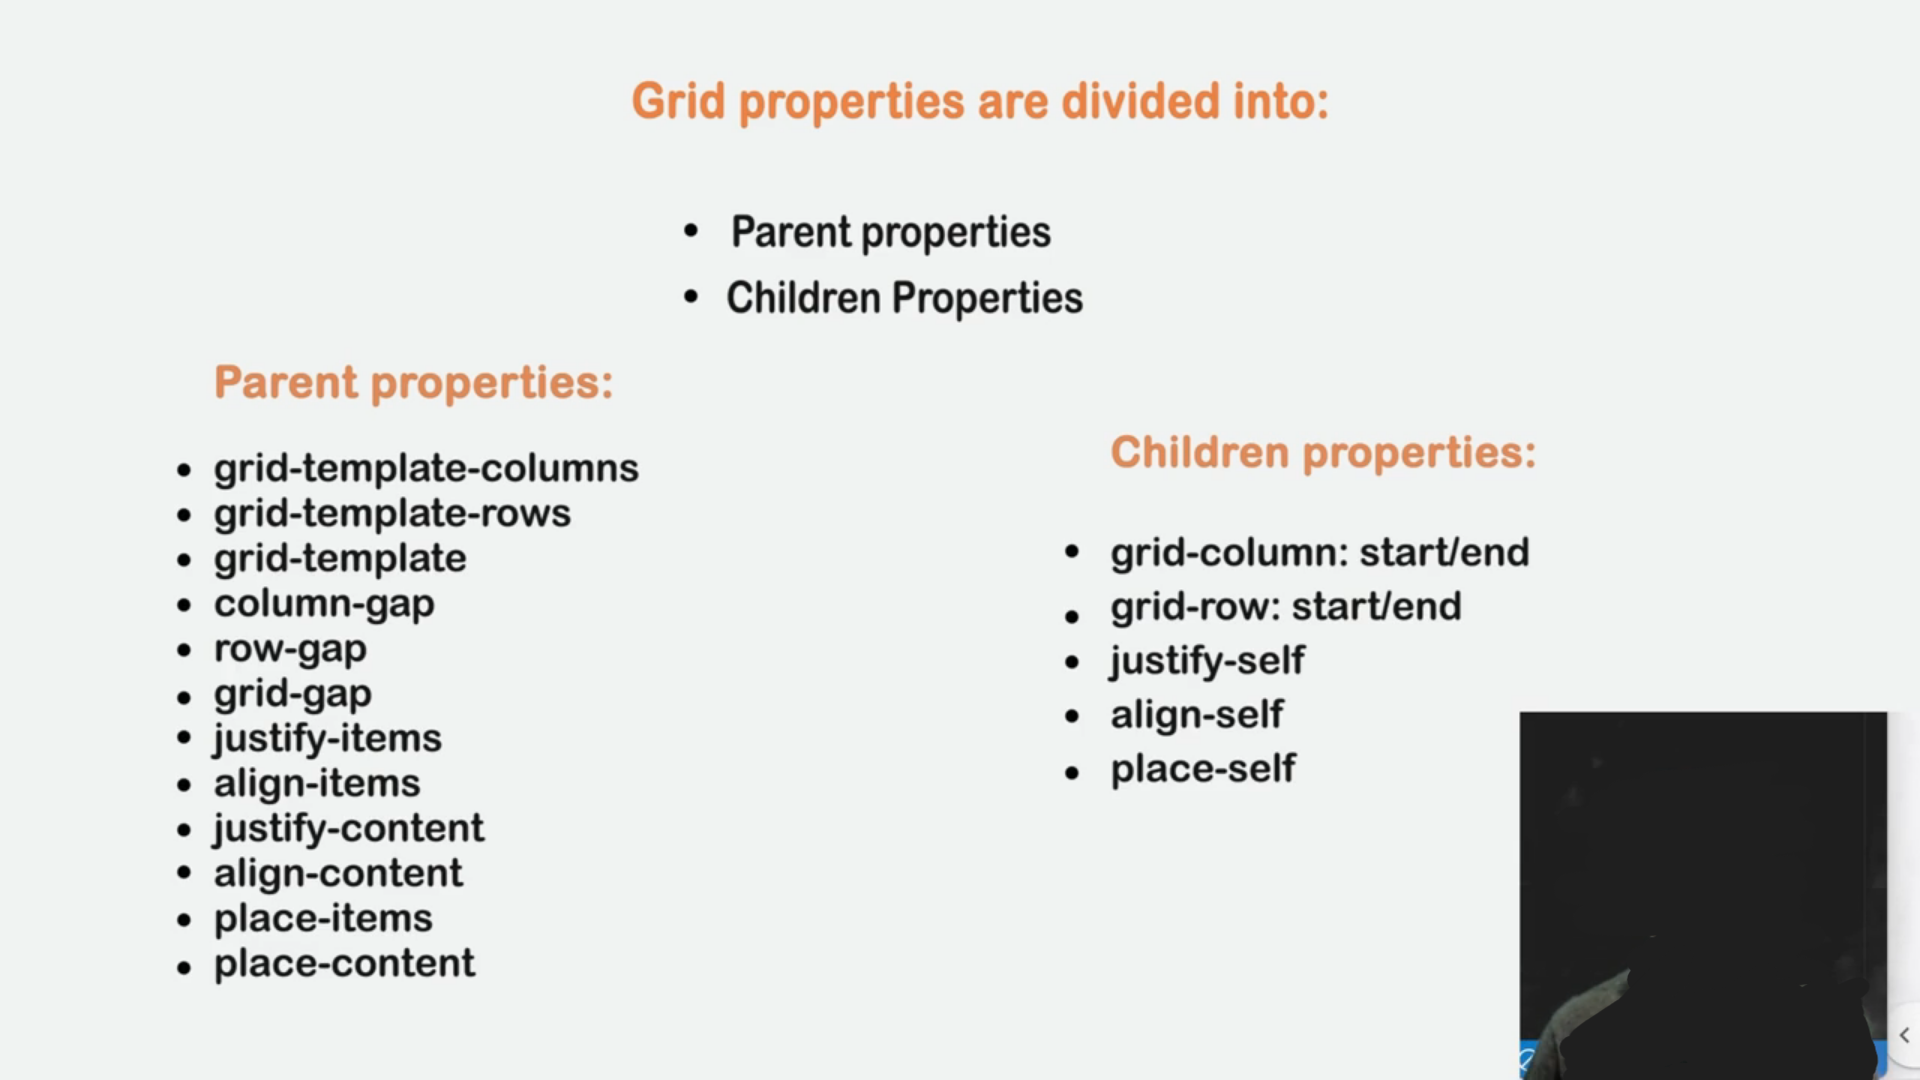 Grid properties are divided into:
• Parent properties
• Children Properties
Parent properties:
• grid-template-columns
• grid-template-rows
• grid-template
• column-gap
• row-gap
• grid-gap
• justify-items
• align-items
• justify-content
• align-content
• place-items
• place-content
Children properties:
• grid-column: start/end
• grid-row: start/end
• justify-self
• align-self
• place-self